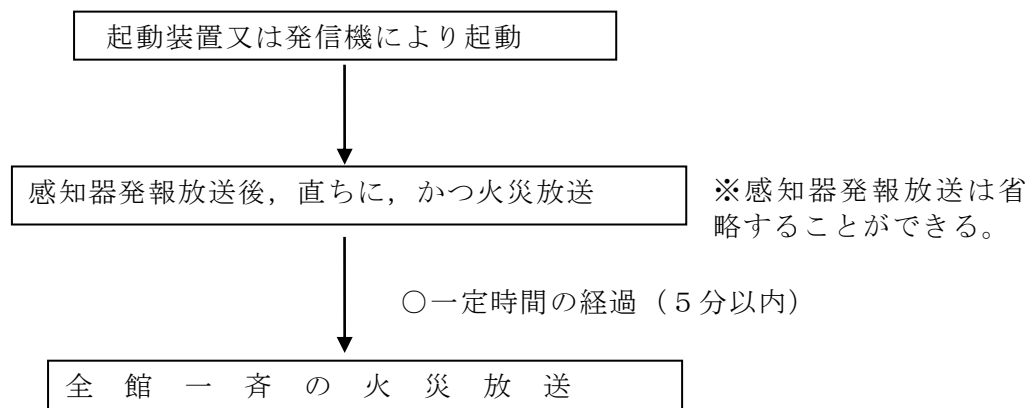 起動装置又は発信機により起動
感知器発報放送後，直ちに，かつ火災放送
※感知器発報放送は省
略することができる。
○一定時間の経過（５分以内）
全　館　一　斉　の　火　災　放　送